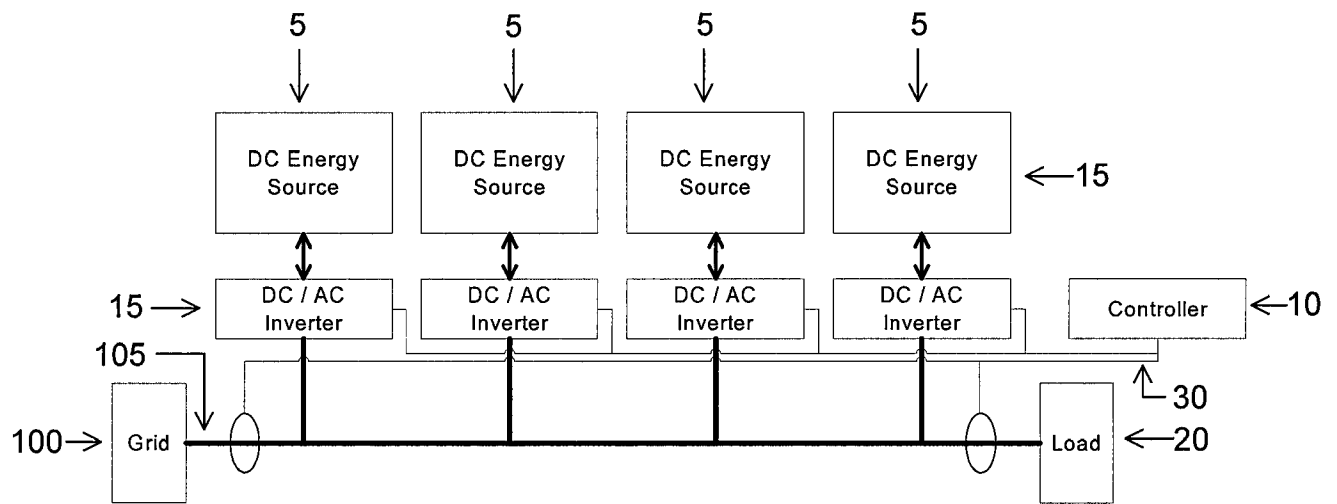 5 5 5 5
DC Energy Source DC Energy Source DC Energy Source DC Energy Source
15
15
DC / AC Inverter DC / AC Inverter DC / AC Inverter DC / AC Inverter
Controller
10
105
30
100
Grid
Load
20